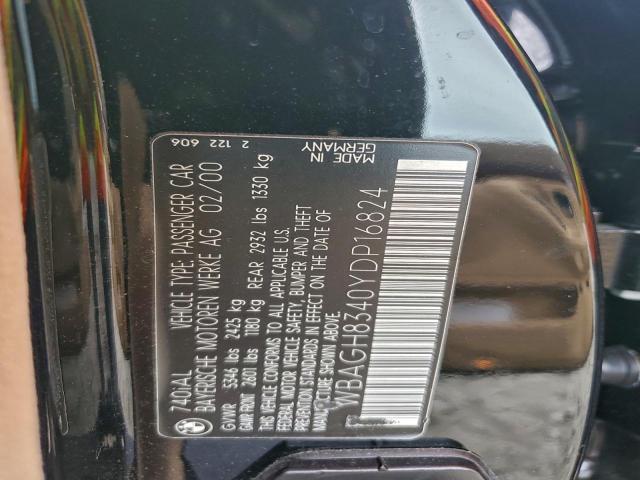 740iAL VEHICLE TYPE: PASSENGER CAR
BAYERISCHE MOTOREN WERKE AG 02/00
GVWR 5346 lbs 2425 kg
GAWR FRONT 2601 lbs 1180 kg REAR 2932 lbs 1330 kg
THIS VEHICLE CONFORMS TO ALL APPLICABLE U.S.
FEDERAL MOTOR VEHICLE SAFETY, BUMPER AND THEFT
PREVENTION STANDARDS IN EFFECT ON THE DATE OF
MANUFACTURE SHOWN ABOVE.
WBAGH8340YDP16824
MADE IN
GERMANY
2 122 606